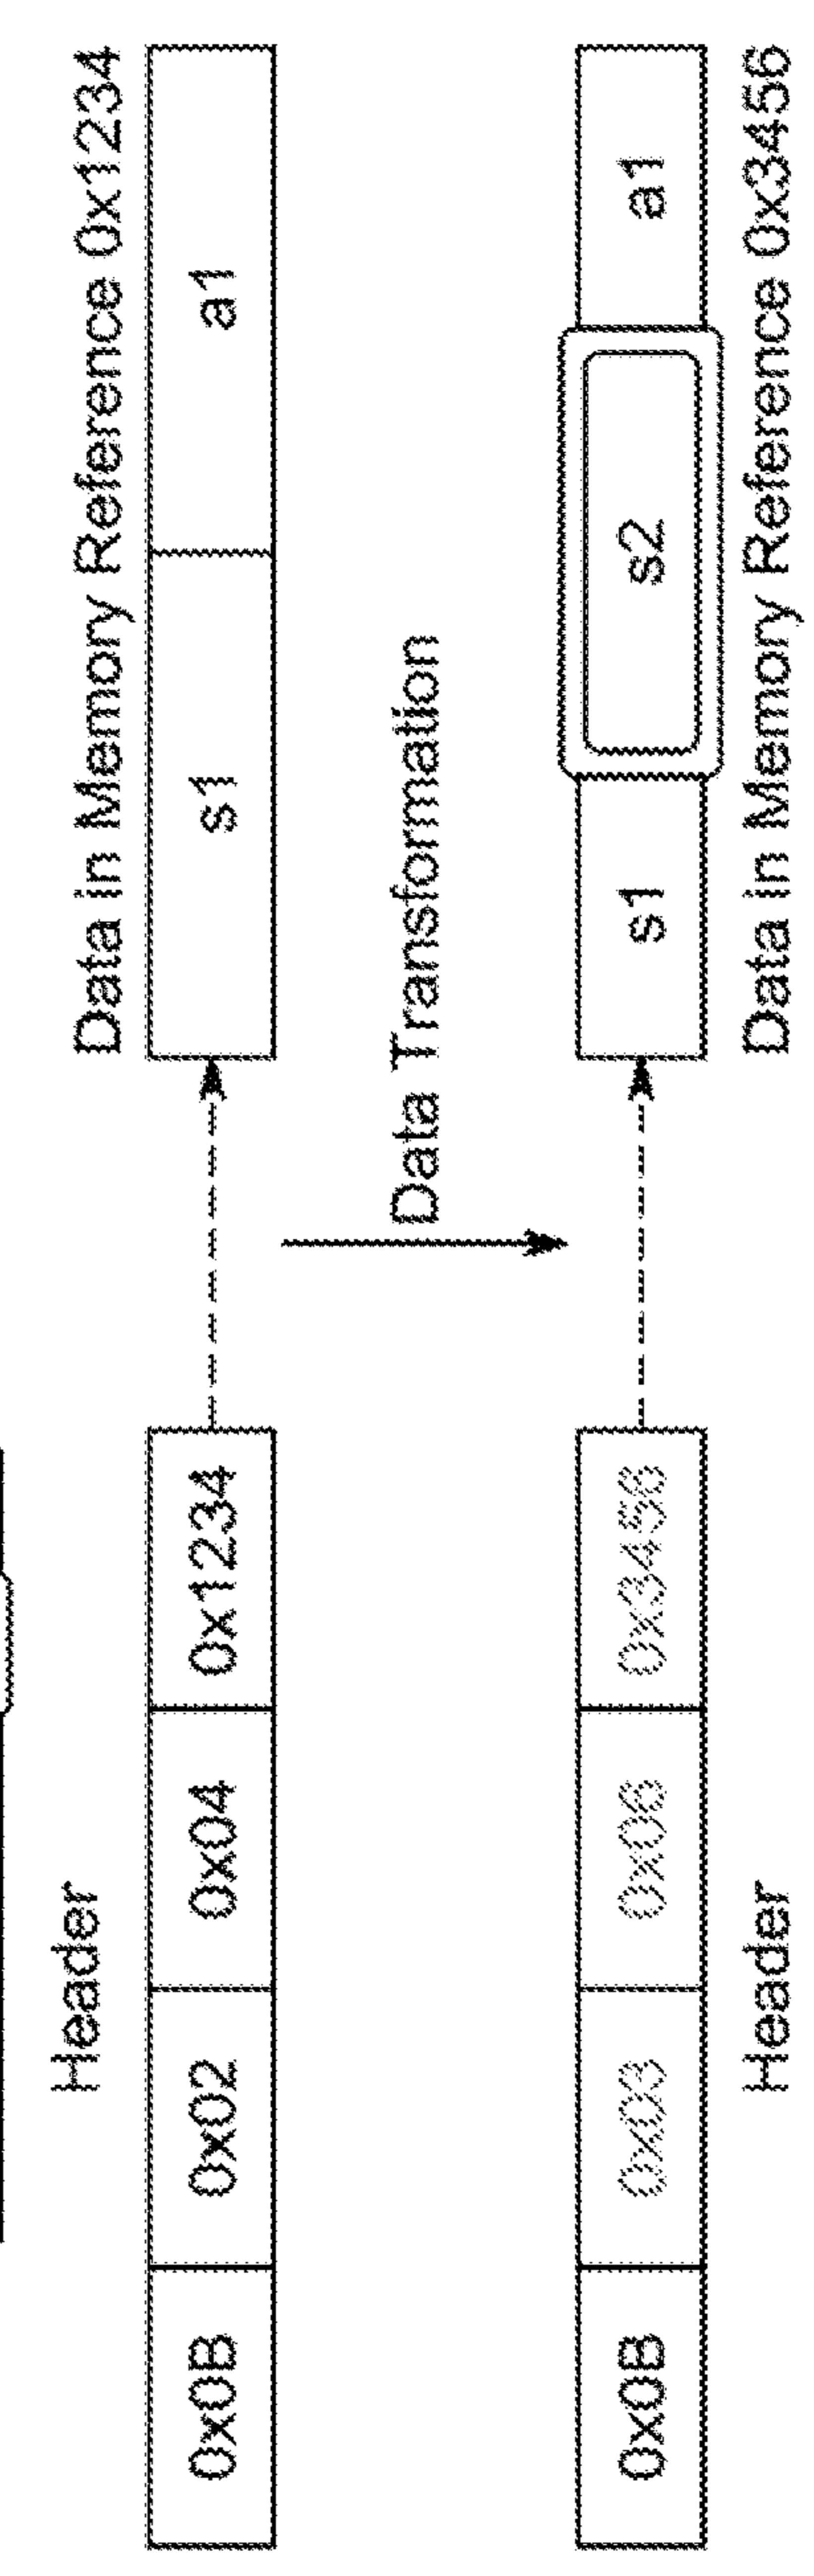 Header Data in Memory Reference 0x1234
0x0B 0x02 0x04 0x1234 s1 a1
Data Transformation
0x0B 0x03 0x06 0x3456 s1 s2 a1
Header Data in Memory Reference 0x3456